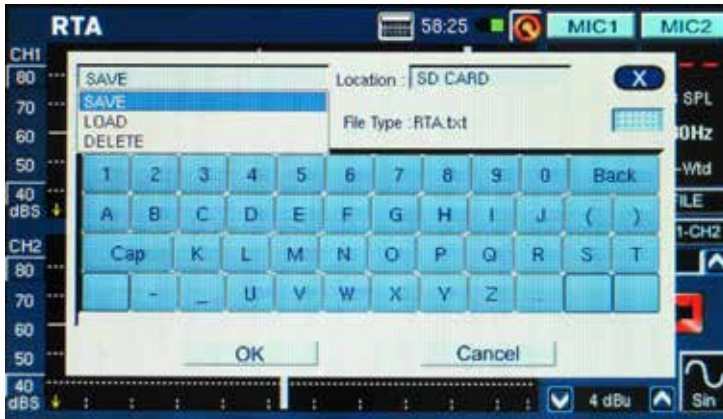 RTA 58:25 MIC1 MIC2
CH1
80
70
60
50
40
dBS
CH2
80
70
60
50
40
dBS
SAVE Location : SD CARD X
SAVE
LOAD
DELETE
File Type :RTA.txt
1 2 3 4 5 6 7 8 9 0 Back
A B C D E F G H I J ( )
Cap K L M N O P Q R S T
- _ U V W X Y Z .
OK Cancel
SPL
0Hz
-Wtd
ILE
1-CH2
4 dBu Sin